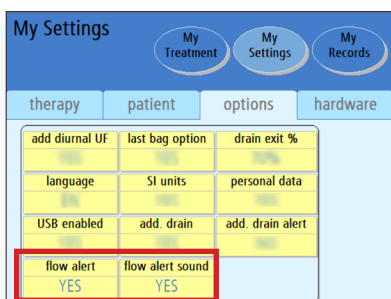 My Settings
My Treatment
My Settings
My Records
therapy patient options hardware
add diurnal UF last bag option drain exit %
language SI units personal data
USB enabled add. drain add. drain alert
flow alert flow alert sound
YES YES